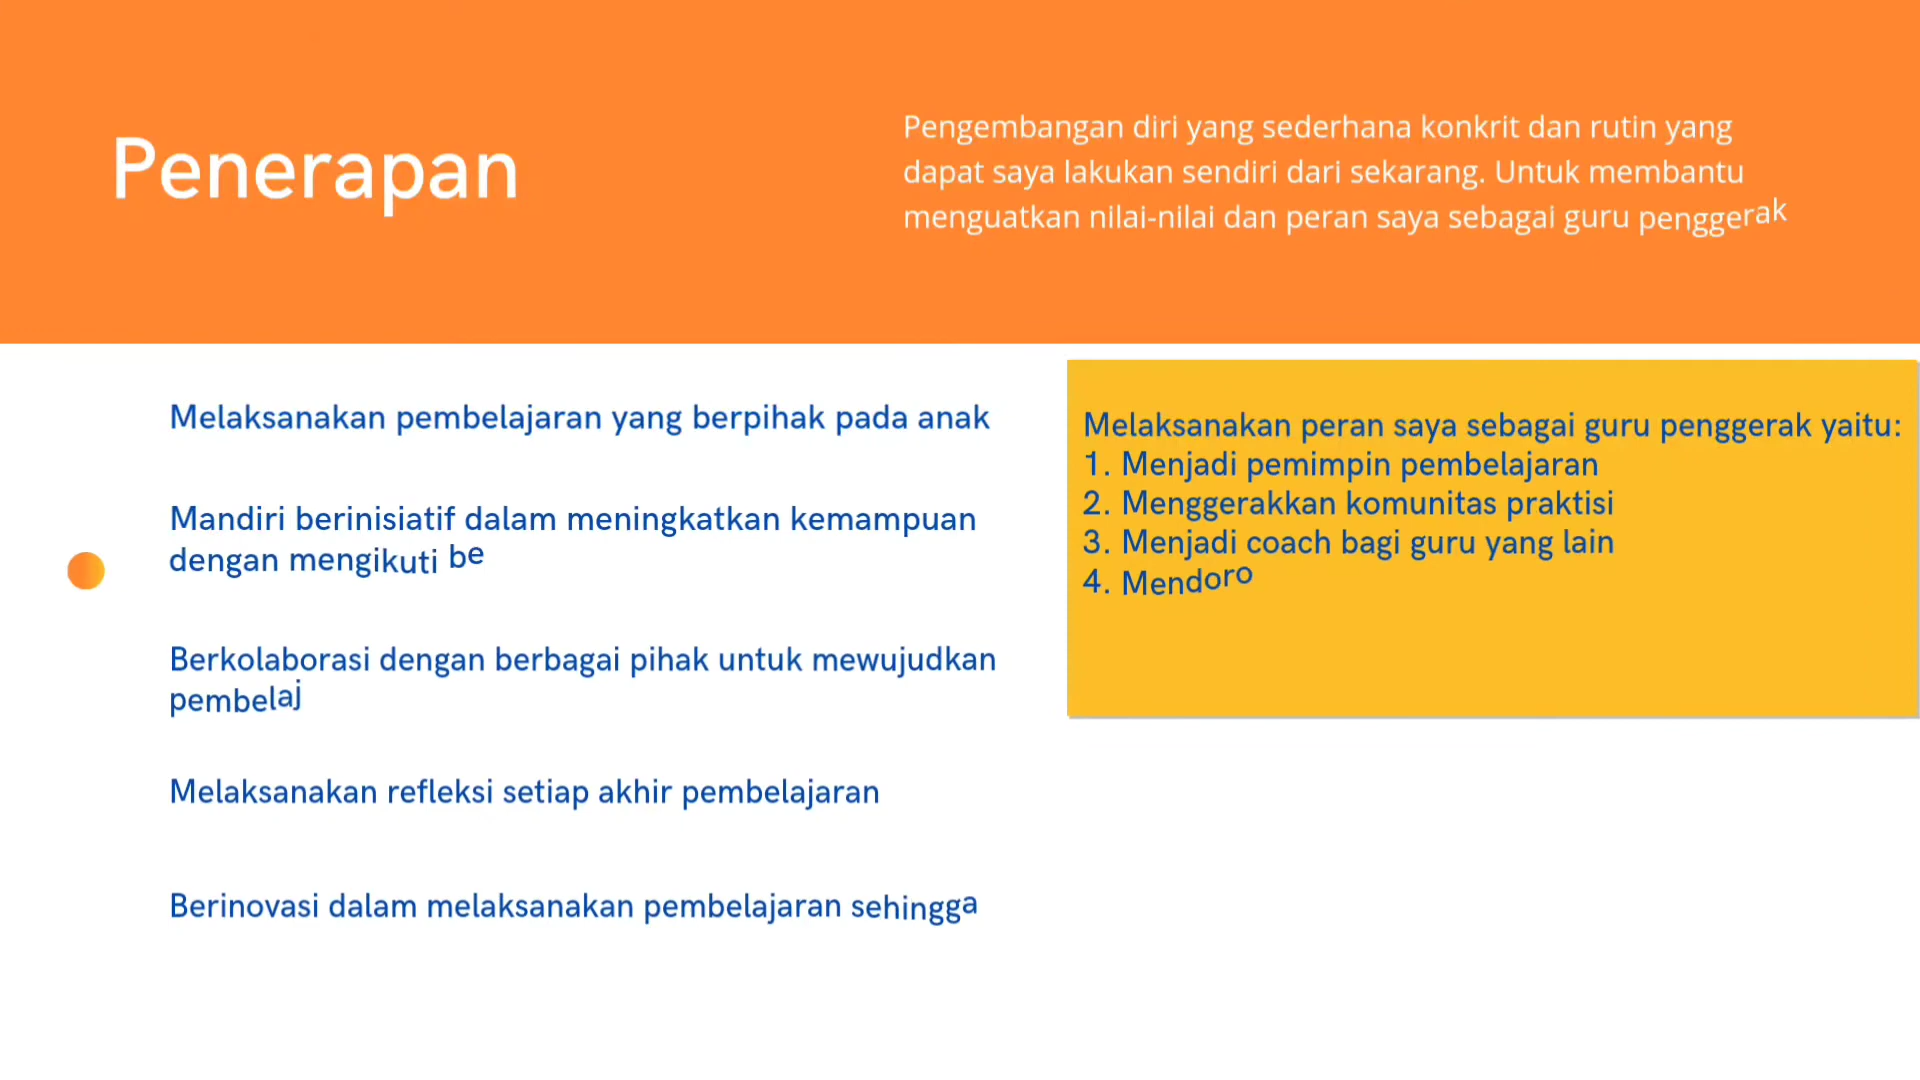 Penerapan
Pengembangan diri yang sederhana konkrit dan rutin yang
dapat saya lakukan sendiri dari sekarang. Untuk membantu
menguatkan nilai-nilai dan peran saya sebagai guru penggerak
Melaksanakan pembelajaran yang berpihak pada anak
Mandiri berinisiatif dalam meningkatkan kemampuan
dengan mengikuti be
Berkolaborasi dengan berbagai pihak untuk mewujudkan
pembelaj
Melaksanakan refleksi setiap akhir pembelajaran
Berinovasi dalam melaksanakan pembelajaran sehingga
Melaksanakan peran saya sebagai guru penggerak yaitu:
1. Menjadi pemimpin pembelajaran
2. Menggerakkan komunitas praktisi
3. Menjadi coach bagi guru yang lain
4. Mendoro